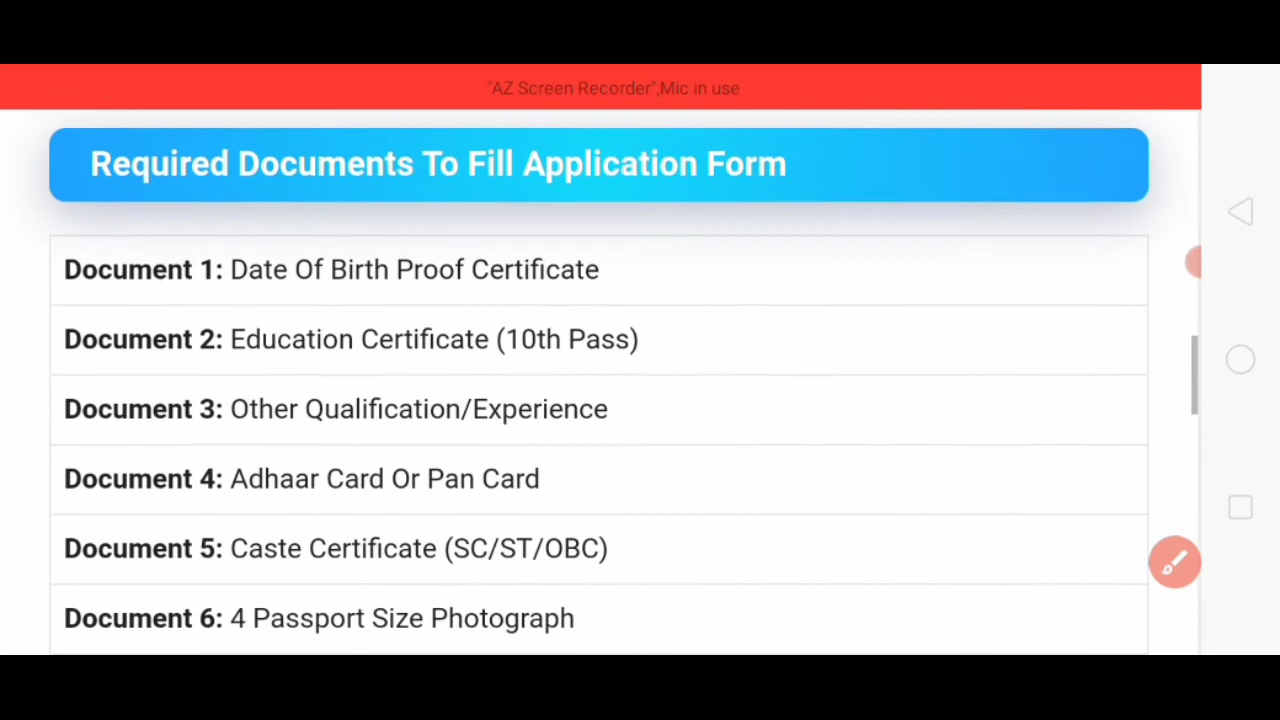 "AZ Screen Recorder",Mic in use
Required Documents To Fill Application Form
Document 1: Date Of Birth Proof Certificate
Document 2: Education Certificate (10th Pass)
Document 3: Other Qualification/Experience
Document 4: Adhaar Card Or Pan Card
Document 5: Caste Certificate (SC/ST/OBC)
Document 6: 4 Passport Size Photograph